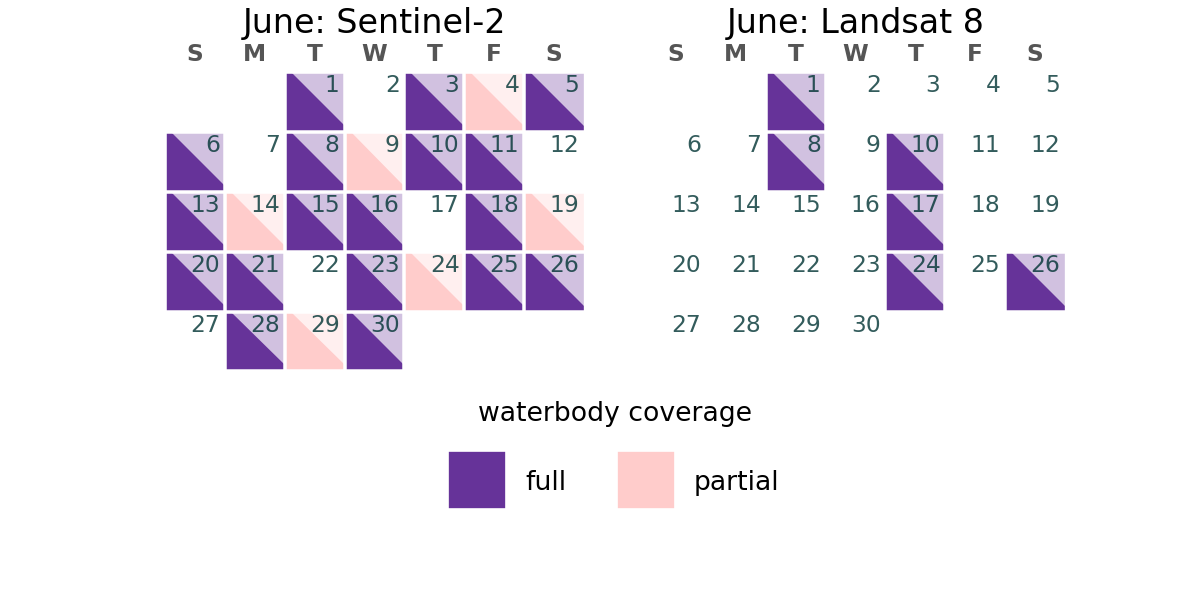 June: Sentinel-2
S M T W T F S
1 2 3 4 5
6 7 8 9 10 11 12
13 14 15 16 17 18 19
20 21 22 23 24 25 26
27 28 29 30
June: Landsat 8
S M T W T F S
1 2 3 4 5
6 7 8 9 10 11 12
13 14 15 16 17 18 19
20 21 22 23 24 25 26
27 28 29 30
waterbody coverage
full partial